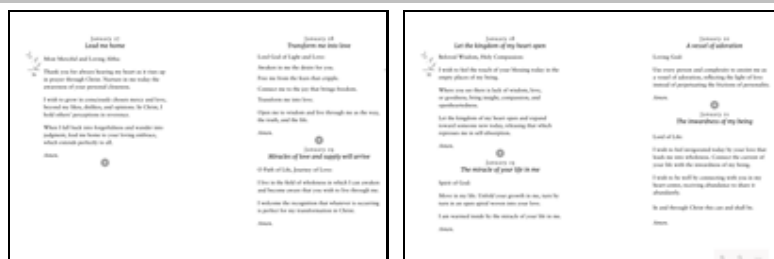 January 17
Lead me home
Most Merciful and Loving Abba:
Thank you for always hearing my heart as it rises up
in prayer through Christ. Nurture in me today the
awareness of your personal closeness.
I wish to grow in consciously chosen mercy and love,
beyond my likes, dislikes, and opinions. In Christ, I
hold others' perceptions in reverence.
When I fall back into forgetfulness and wander into
judgment, lead me home to your loving embrace,
which extends perfectly to all.
Amen.
January 18
Transform me into love
Lord God of Light and Love:
Awaken in me the desire for you.
Free me from the fears that cripple.
Connect me to the joy that brings freedom.
Transform me into love.
Open me to wisdom and live through me as the way,
the truth, and the life.
Amen.
January 19
Miracles of love and supply will arrive
O Path of Life, Journey of Love:
I live in the field of wholeness in which I can awaken
and become aware that you wish to live through me.
I welcome the recognition that whatever is occurring
is perfect for my transformation in Christ.
Amen.
January 18
Let the kingdom of my heart open
Beloved Wisdom, Holy Compassion:
I wish to feel the touch of your blessing today in the
empty places of my being.
Where you see there is lack of wisdom, love,
or goodness, bring insight, compassion, and
openheartedness.
Let the kingdom of my heart open and expand
toward someone new today, releasing that which
represses me in self-absorption.
Amen.
January 19
The miracle of your life in me
Spirit of God:
Move in my life. Unfold your growth in me, turn by
turn in an open spiral woven into your love.
I am warmed inside by the miracle of your life in me.
Amen.
January 20
A vessel of adoration
Loving God:
Use every person and complexity to remake me as
a vessel of adoration, reflecting the light of love
instead of perpetuating the business of personality.
Amen.
January 21
The inwardness of my being
Lord of Life:
I wish to feel invigorated today by your love that
leads me into wholeness. Connect the current of
your life with the inwardness of my being.
I wish to be well by connecting with you in my
heart center, receiving abundance to share it
abundantly.
In and through Christ this can and shall be.
Amen.